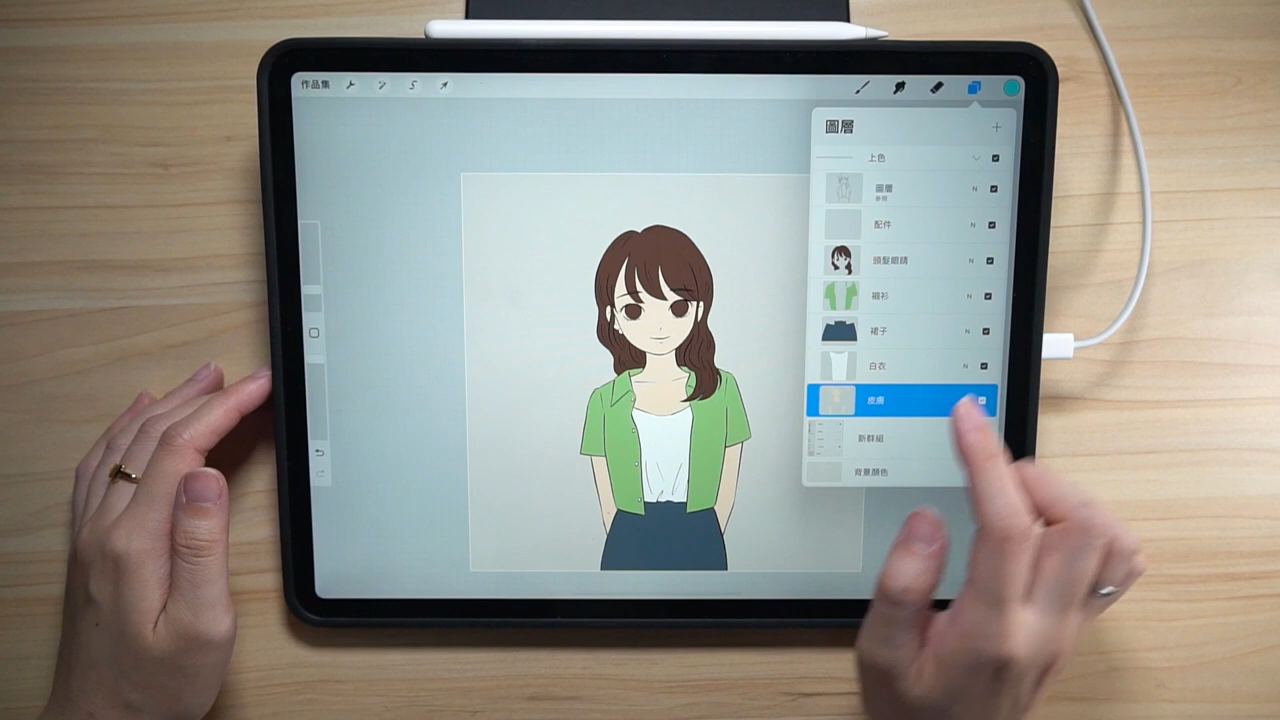 作品集
圖層
上色
圖層 N
參照
配件 N
頭髮眼睛 N
襯衫 N
裙子 N
白衣 N
皮膚
新群組
背景顏色